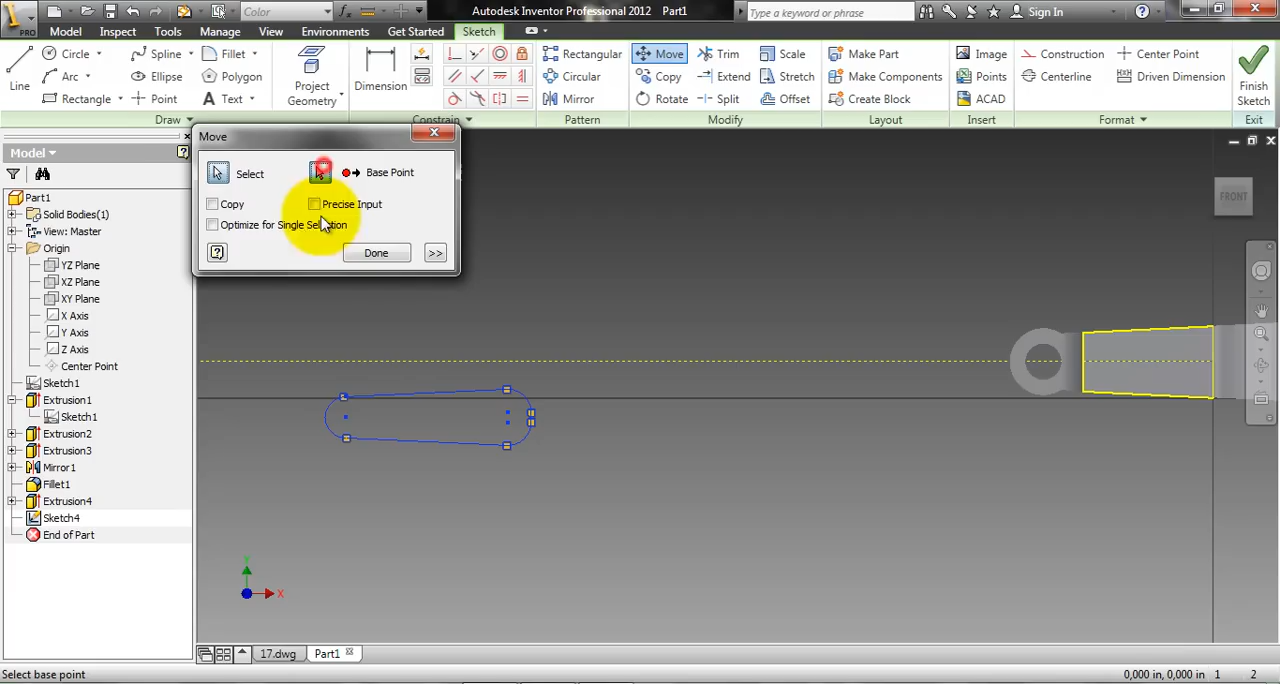 PRO
Color
Autodesk Inventor Professional 2012 Part1
Type a keyword or phrase
Sign In
Model Inspect Tools Manage View Environments Get Started Sketch
Line
Circle
Arc
Rectangle
Spline
Ellipse
Point
Fillet
Polygon
Text
Project
Geometry
Dimension
Rectangular
Circular
Mirror
Move
Copy
Rotate
Trim
Extend
Split
Scale
Stretch
Offset
Make Part
Make Components
Create Block
Image
Points
ACAD
Construction
Centerline
Center Point
Driven Dimension
Finish
Sketch
Draw Constrain Pattern Modify Layout Insert Format Exit
Model
Part1
Solid Bodies(1)
View: Master
Origin
YZ Plane
XZ Plane
XY Plane
X Axis
Y Axis
Z Axis
Center Point
Sketch1
Extrusion1
Sketch1
Extrusion2
Extrusion3
Mirror1
Fillet1
Extrusion4
Sketch4
End of Part
Move
Select
Base Point
Copy
Precise Input
Optimize for Single Selection
Done
>>
FRONT
Y
X
17.dwg
Part1
Select base point
0,000 in, 0,000 in 1 2